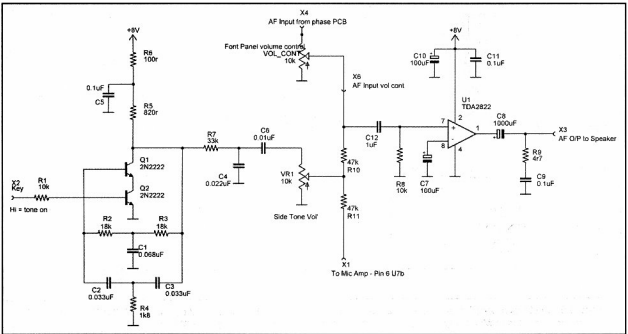 X4
AF Input from phase PCB
+8V
R6
100r
0.1uF
C5
R5
820r
Font Panel volume control
VOL_CONT
10k
X6
AF Input vol cont
+8V
C10
100uF
C11
0.1uF
U1
TDA2822
2
7
+
8
-
1
4
C8
1000uF
X3
AF O/P to Speaker
R9
4r7
C9
0.1uF
C12
1uF
R8
10k
C7
100uF
R7
33k
C6
0.01uF
C4
0.022uF
VR1
10k
Side Tone Vol'
47k
R10
47k
R11
X1
To Mic Amp - Pin 6 U7b
Q1
2N2222
Q2
2N2222
X2
Key
R1
10k
Hi = tone on
R2
18k
R3
18k
C1
0.068uF
C2
0.033uF
C3
0.033uF
R4
1k8